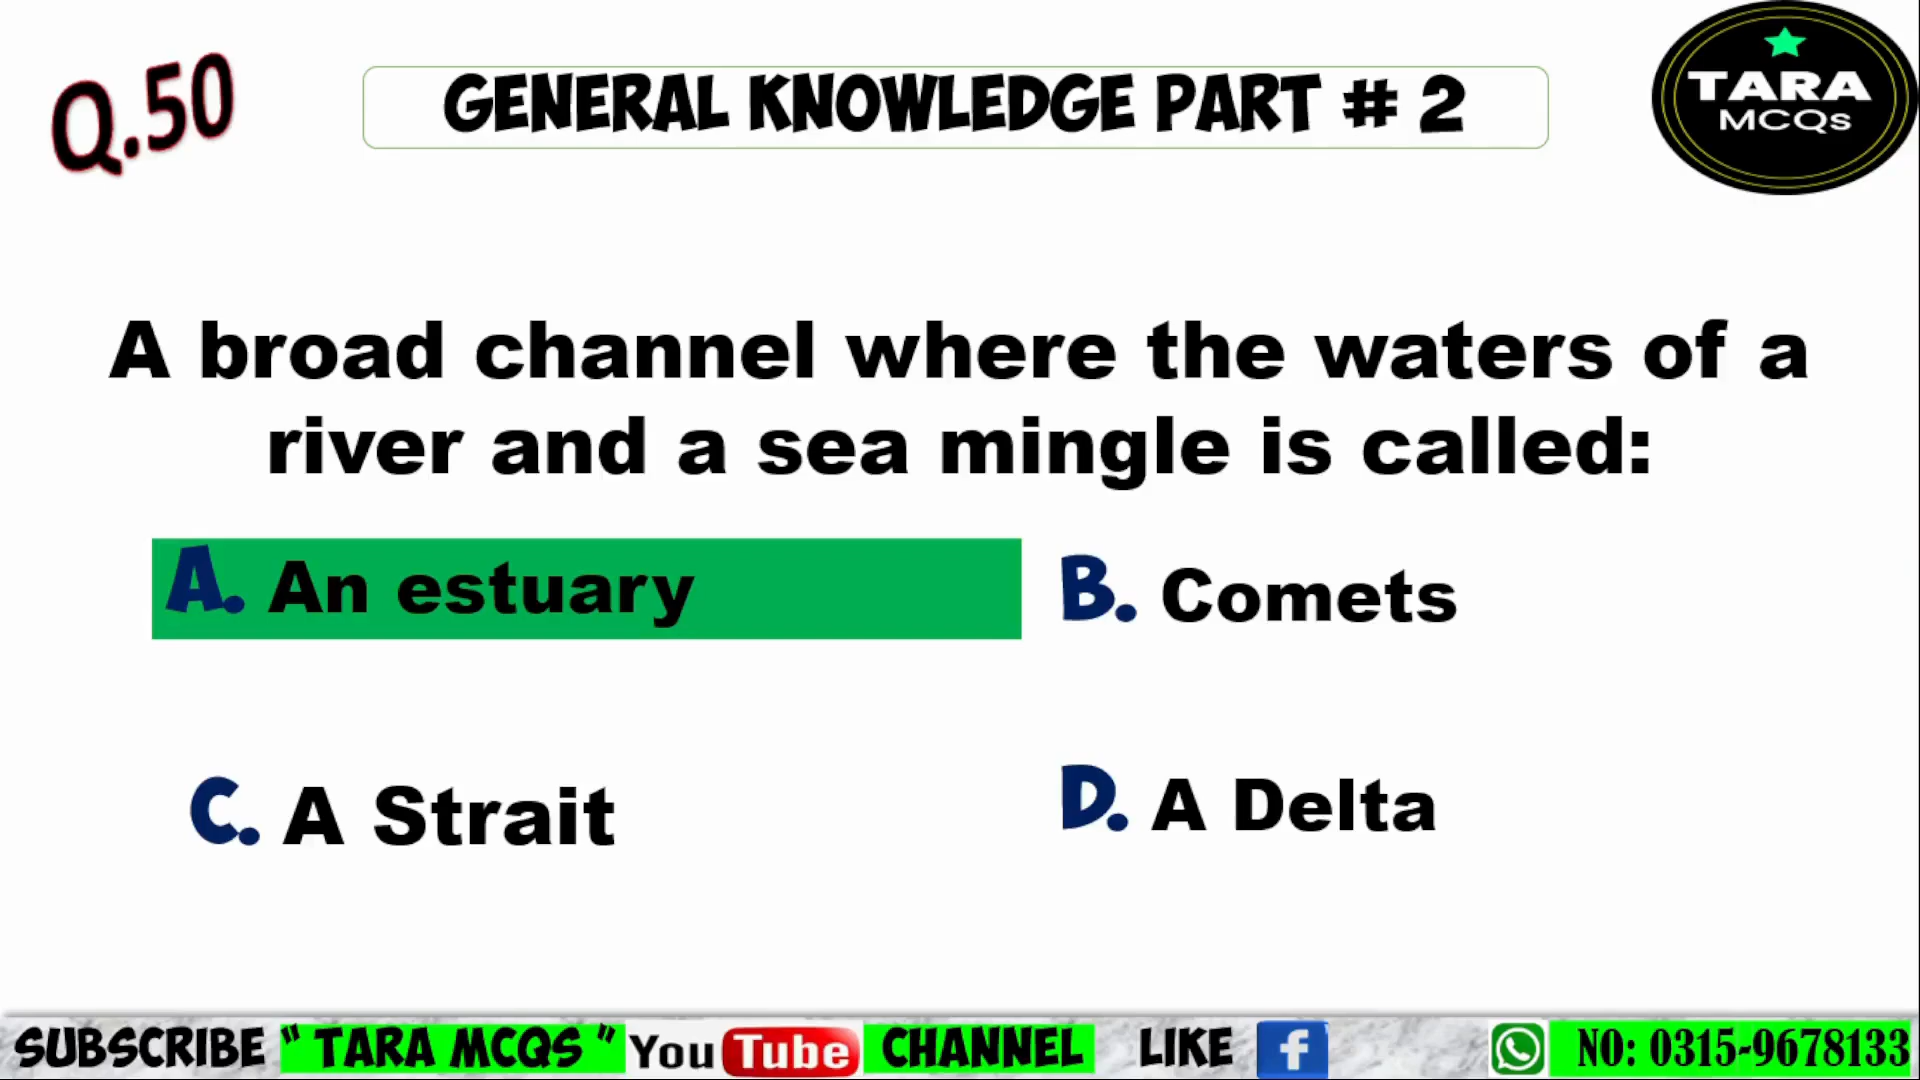 Q.50
GENERAL KNOWLEDGE PART # 2
TARA
MCQs
A broad channel where the waters of a
river and a sea mingle is called:
A. An estuary
B. Comets
C. A Strait
D. A Delta
SUBSCRIBE " TARA MCQS " YouTube CHANNEL LIKE f NO: 0315-9678133